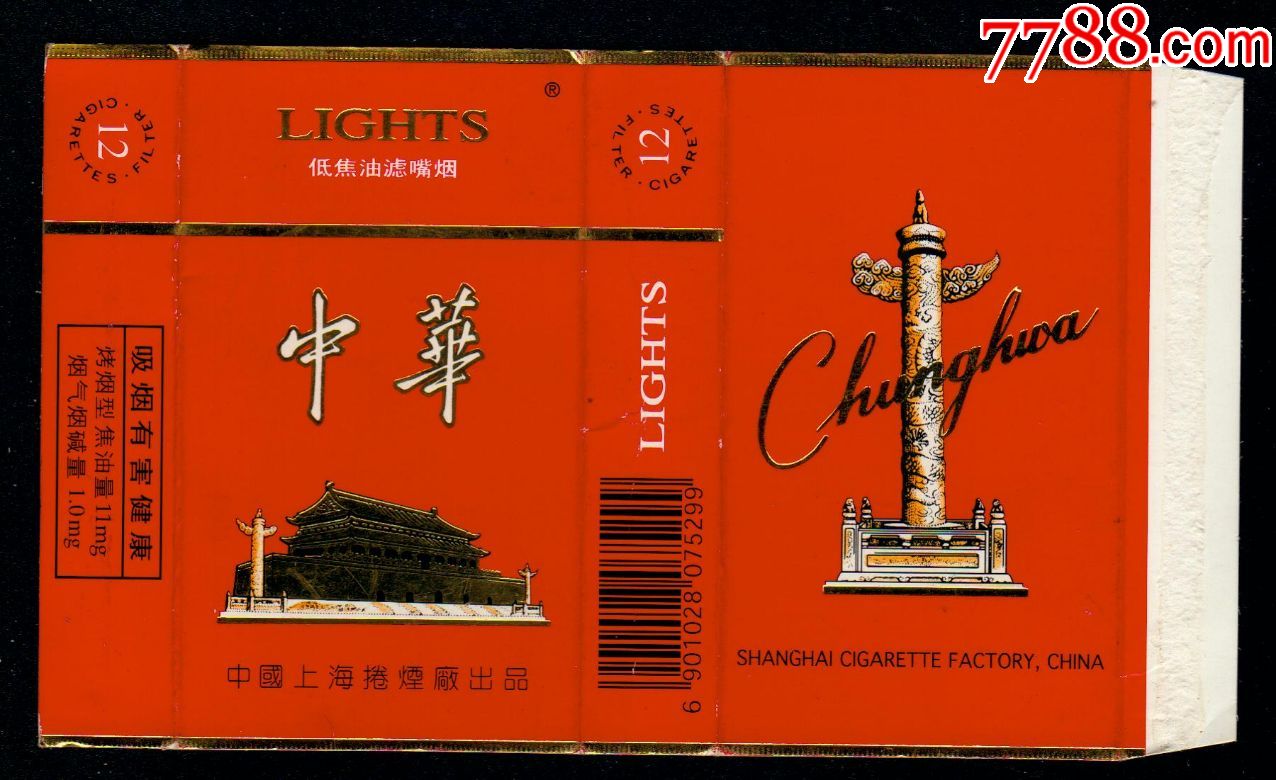 7788.com
12
FILTER · CIGARETTES ·
LIGHTS
®
低焦油滤嘴烟
12
FILTER · CIGARETTES ·
吸烟有害健康
烤烟型焦油量11mg
烟气烟碱量 1.0mg
中華
中國上海捲煙廠出品
LIGHTS
6 901028 075299
Chunghwa
SHANGHAI CIGARETTE FACTORY, CHINA